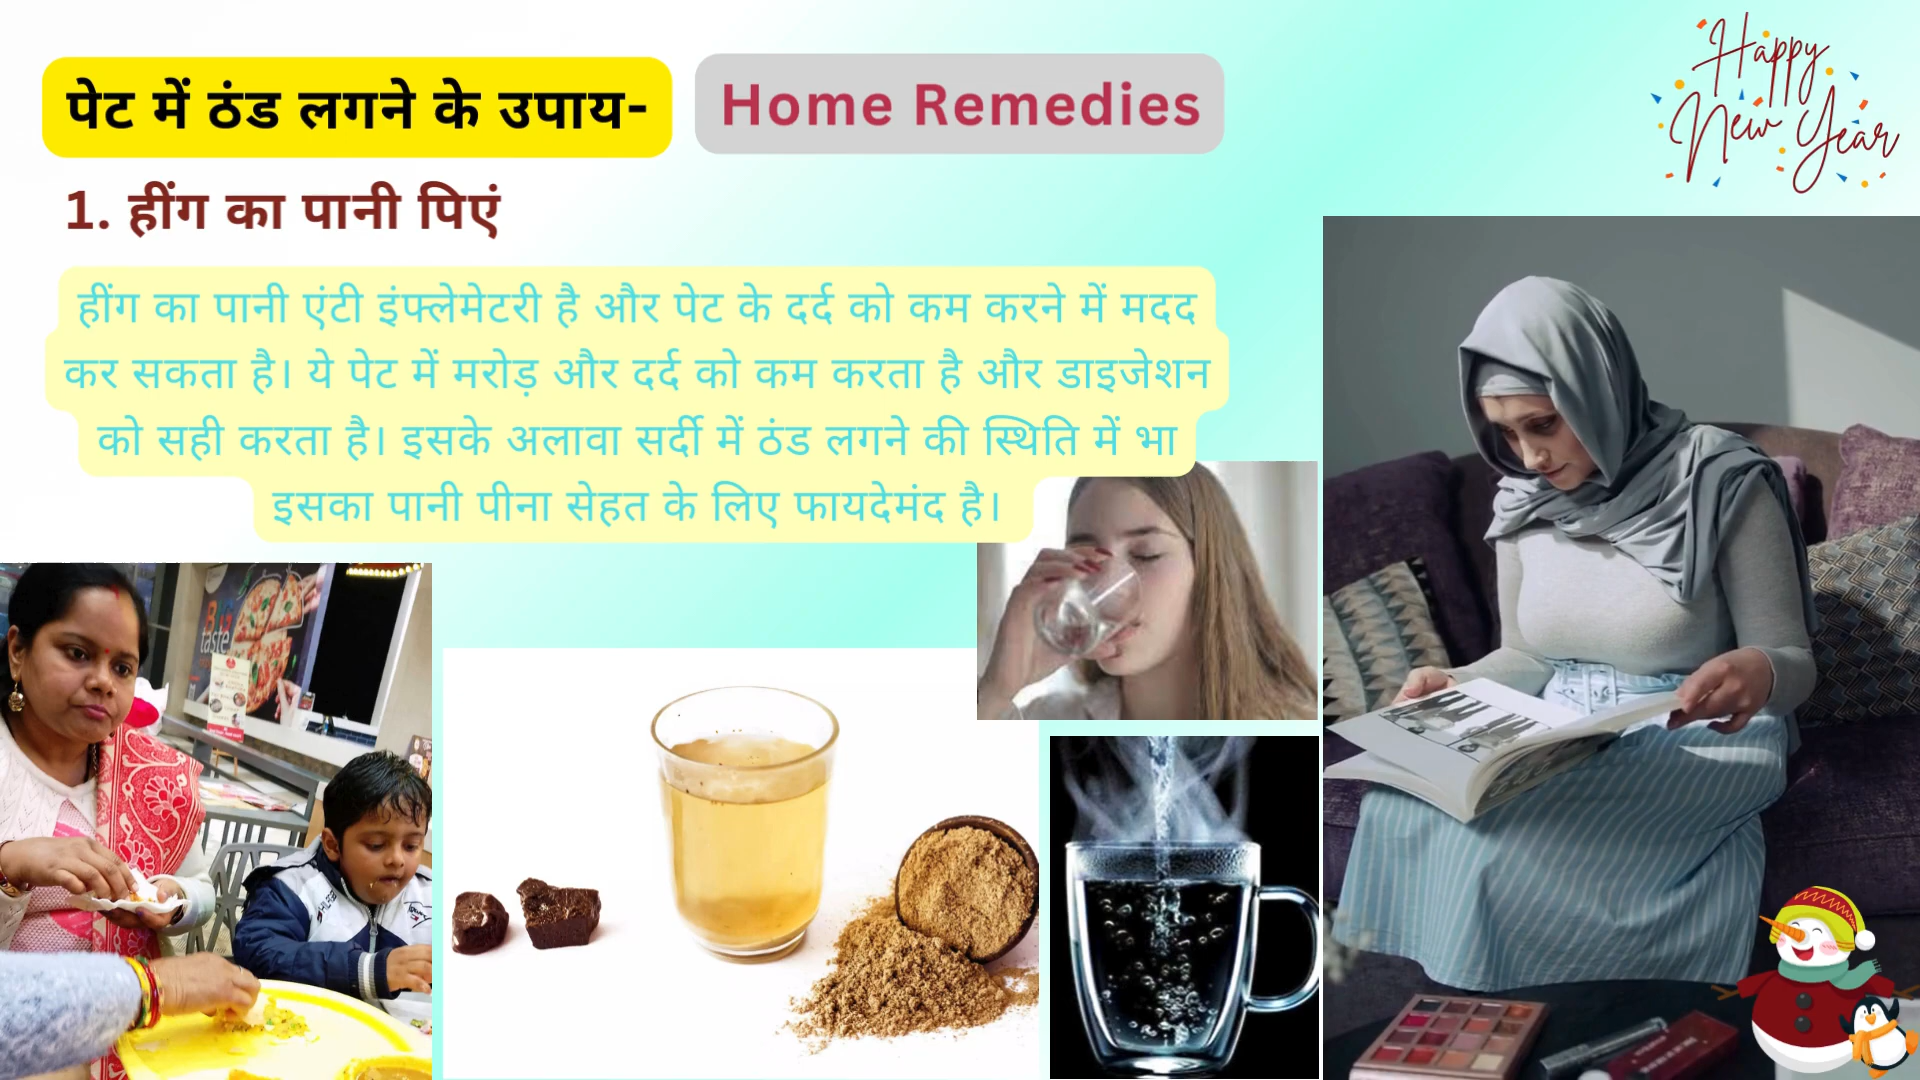 पेट में ठंड लगने के उपाय-
Home Remedies
Happy
New Year
1. हींग का पानी पिएं
हींग का पानी एंटी इंफ्लेमेटरी है और पेट के दर्द को कम करने में मदद
कर सकता है। ये पेट में मरोड़ और दर्द को कम करता है और डाइजेशन
को सही करता है। इसके अलावा सर्दी में ठंड लगने की स्थिति में भा
इसका पानी पीना सेहत के लिए फायदेमंद है।
taste